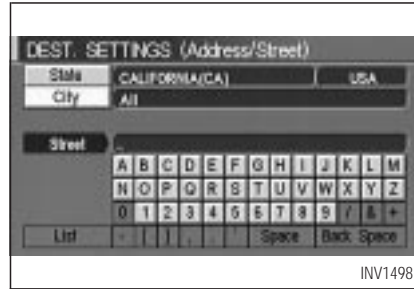 DEST. SETTINGS (Address/Street)
State CALIFORNIA(CA) USA
City All
Street _
A B C D E F G H I J K L M
N O P Q R S T U V W X Y Z
0 1 2 3 4 5 6 7 8 9 / & +
List - ( ) . , ' Space Back Space
INV1498